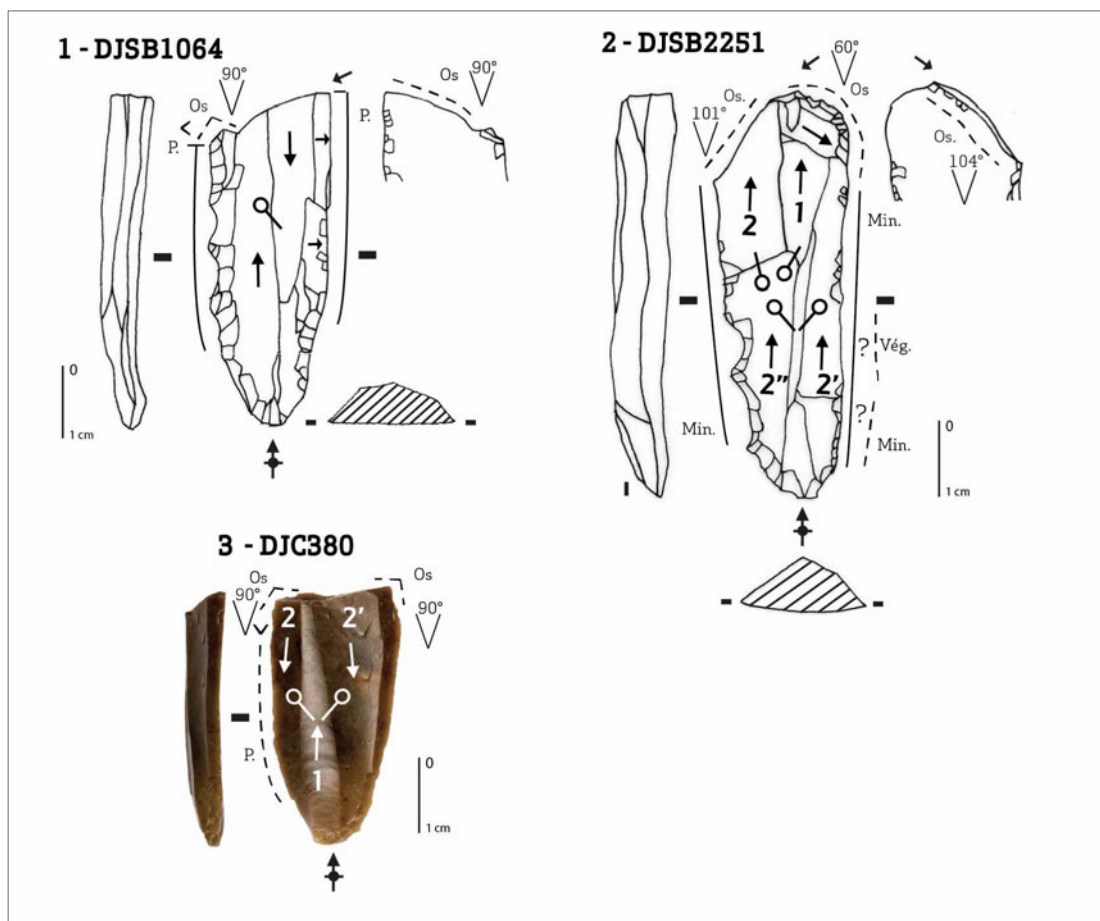 1 - DJSB1064
90°
Os
P.
P.
Os
90°
0
1 cm
2 - DJSB2251
60°
Os.
Os
101°
Os.
104°
2
1
Min.
2"
2'
?
Vég.
?
Min.
Min.
0
1 cm
3 - DJC380
Os
90°
Os
90°
2
2'
1
P.
0
1 cm